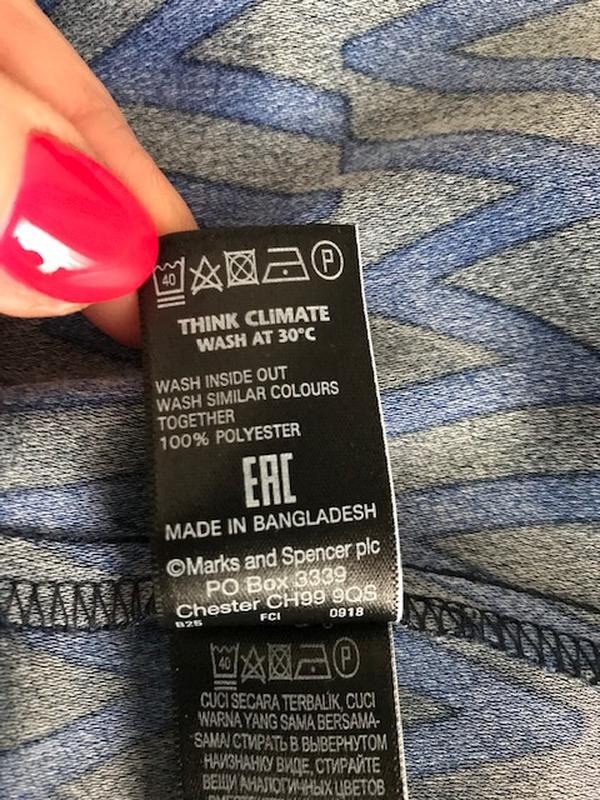 40 P
THINK CLIMATE
WASH AT 30°C
WASH INSIDE OUT
WASH SIMILAR COLOURS
TOGETHER
100% POLYESTER
EAC
MADE IN BANGLADESH
©Marks and Spencer plc
PO Box 3339
Chester CH99 9QS
B25 FCI 0918
40 P
CUCI SECARA TERBALIK, CUCI
WARNA YANG SAMA BERSAMA-
SAMA/ СТИРАТЬ В ВЫВЕРНУТОМ
НАИЗНАНКУ ВИДЕ, СТИРАЙТЕ
ВЕЩИ АНАЛОГИЧНЫХ ЦВЕТОВ